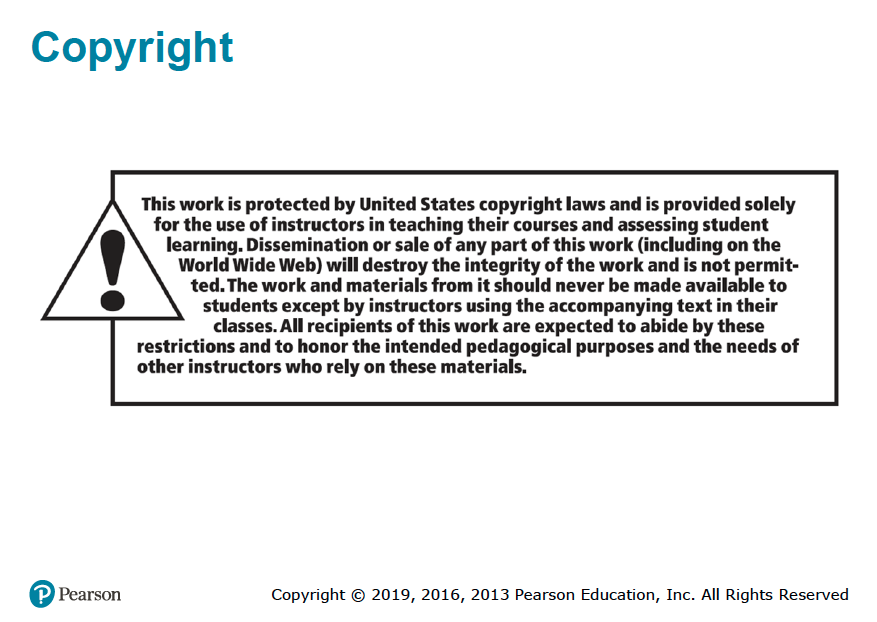 Copyright
This work is protected by United States copyright laws and is provided solely
for the use of instructors in teaching their courses and assessing student
learning. Dissemination or sale of any part of this work (including on the
World Wide Web) will destroy the integrity of the work and is not permit-
ted. The work and materials from it should never be made available to
students except by instructors using the accompanying text in their
classes. All recipients of this work are expected to abide by these
restrictions and to honor the intended pedagogical purposes and the needs of
other instructors who rely on these materials.
Pearson
Copyright © 2019, 2016, 2013 Pearson Education, Inc. All Rights Reserved